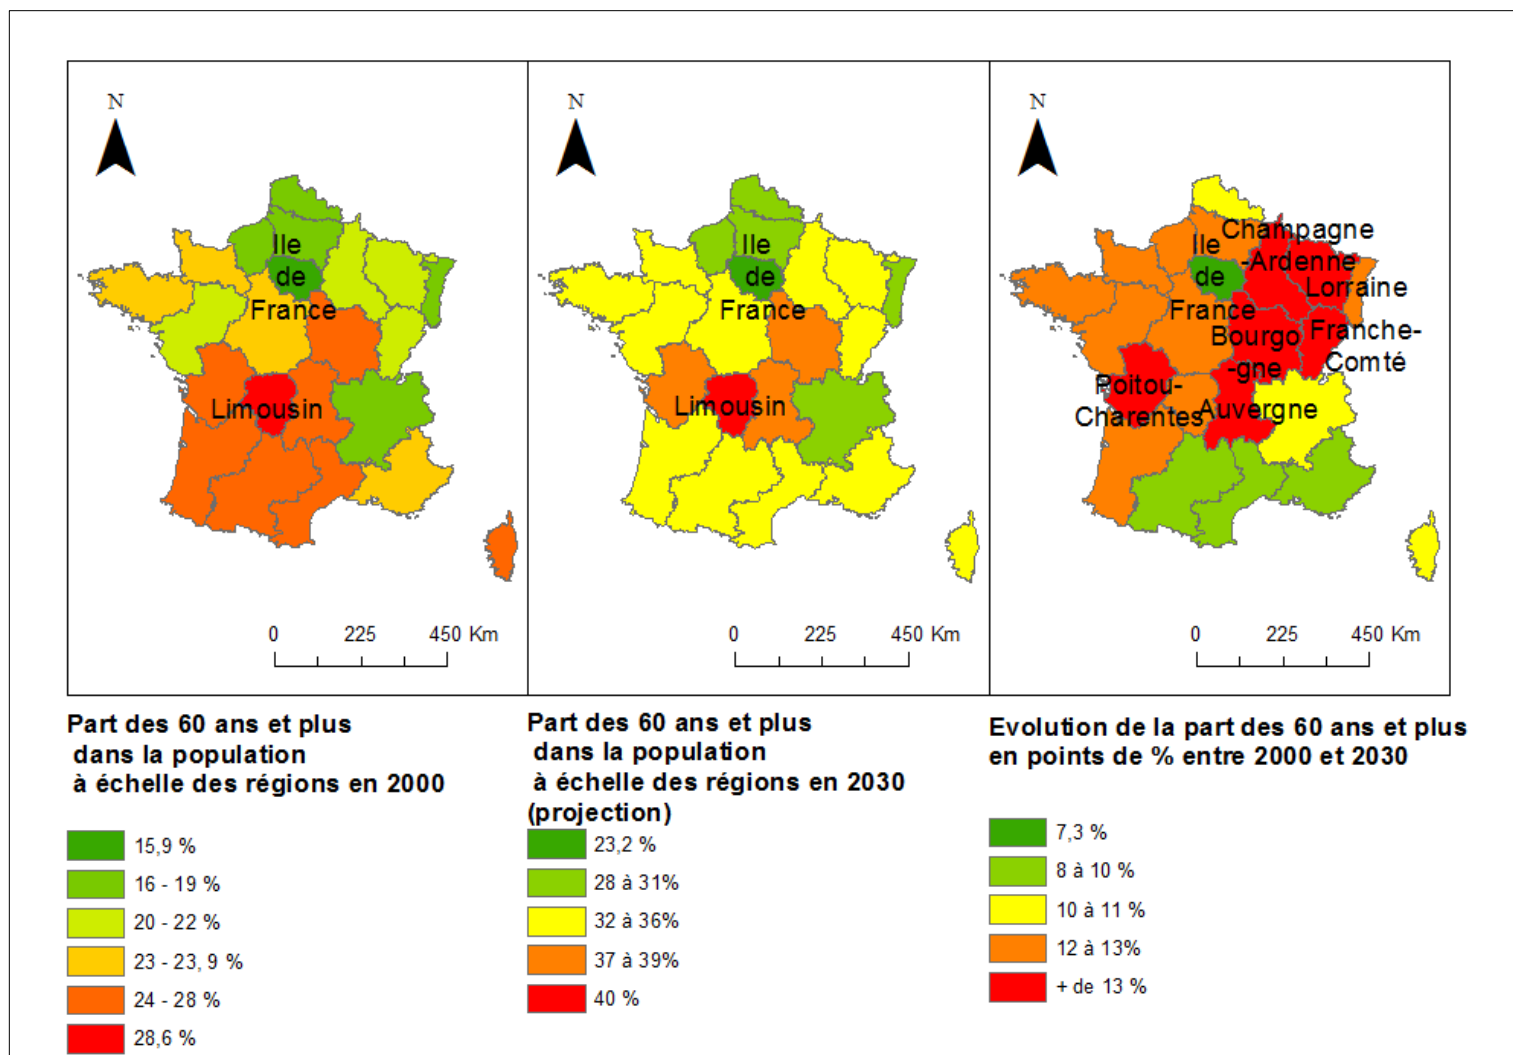 N
Ile
de
France
Limousin
0 225 450 Km
N
Ile
de
France
Limousin
0 225 450 Km
N
Champagne
-Ardenne
Ile
de
France
Lorraine
Bourgo
-gne
Franche-
Comté
Poitou-
Charentes
Auvergne
0 225 450 Km
Part des 60 ans et plus
dans la population
à échelle des régions en 2000
15,9 %
16 - 19 %
20 - 22 %
23 - 23, 9 %
24 - 28 %
28,6 %
Part des 60 ans et plus
dans la population
à échelle des régions en 2030
(projection)
23,2 %
28 à 31%
32 à 36%
37 à 39%
40 %
Evolution de la part des 60 ans et plus
en points de % entre 2000 et 2030
7,3 %
8 à 10 %
10 à 11 %
12 à 13%
+ de 13 %